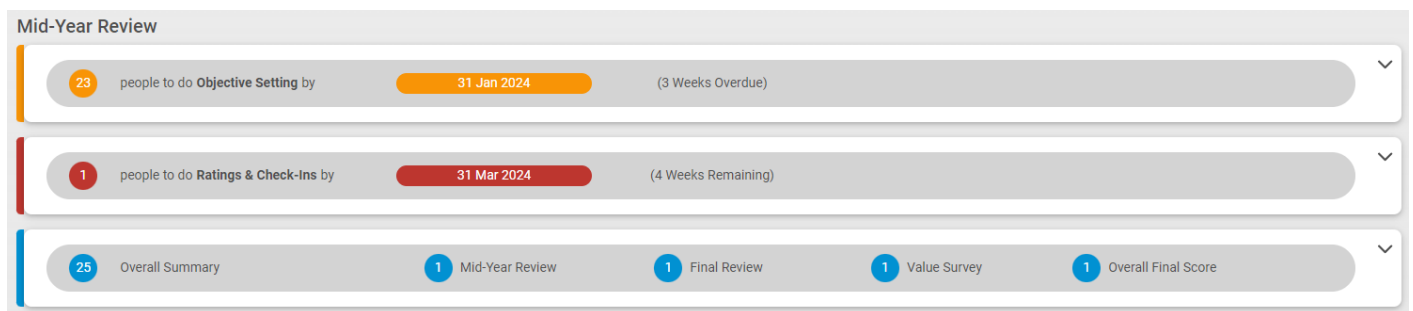 Mid-Year Review
23 people to do Objective Setting by 31 Jan 2024 (3 Weeks Overdue)
1 people to do Ratings & Check-Ins by 31 Mar 2024 (4 Weeks Remaining)
25 Overall Summary 1 Mid-Year Review 1 Final Review 1 Value Survey 1 Overall Final Score